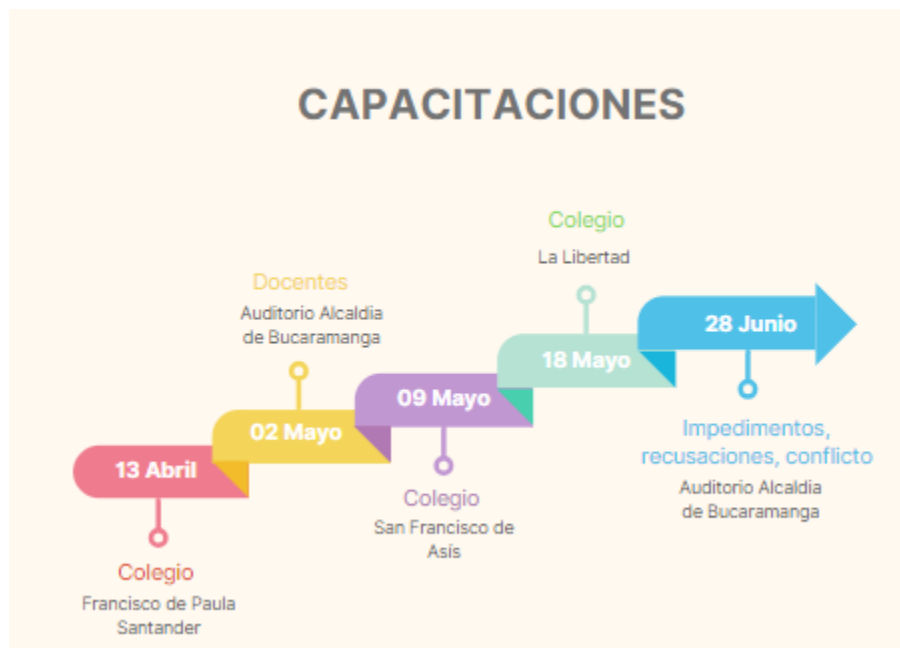 CAPACITACIONES
13 Abril
Colegio
Francisco de Paula
Santander
Docentes
Auditorio Alcaldia
de Bucaramanga
02 Mayo
09 Mayo
Colegio
San Francisco de
Asís
Colegio
La Libertad
18 Mayo
28 Junio
Impedimentos,
recusaciones, conflicto
Auditorio Alcaldia
de Bucaramanga